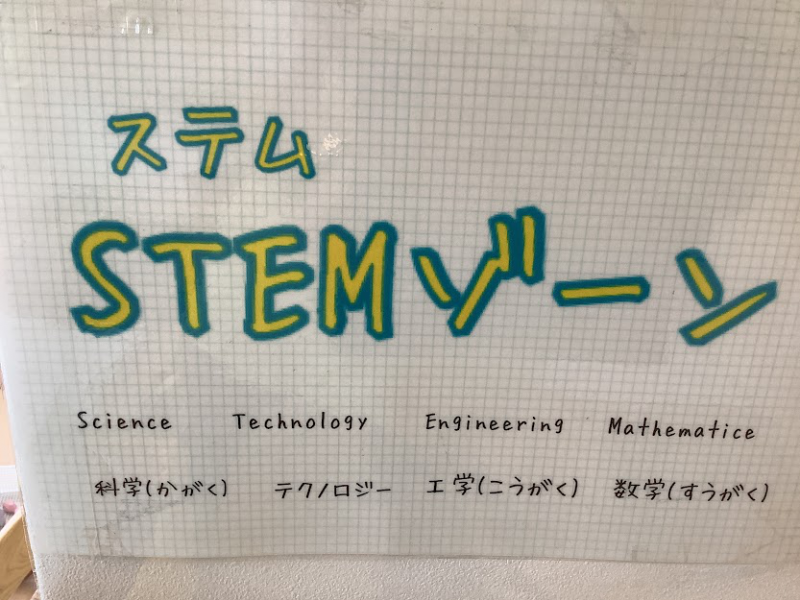 ステム
STEMゾーン
Science Technology Engineering Mathematice
科学(かがく) テクノロジー 工学(こうがく) 数学(すうがく)